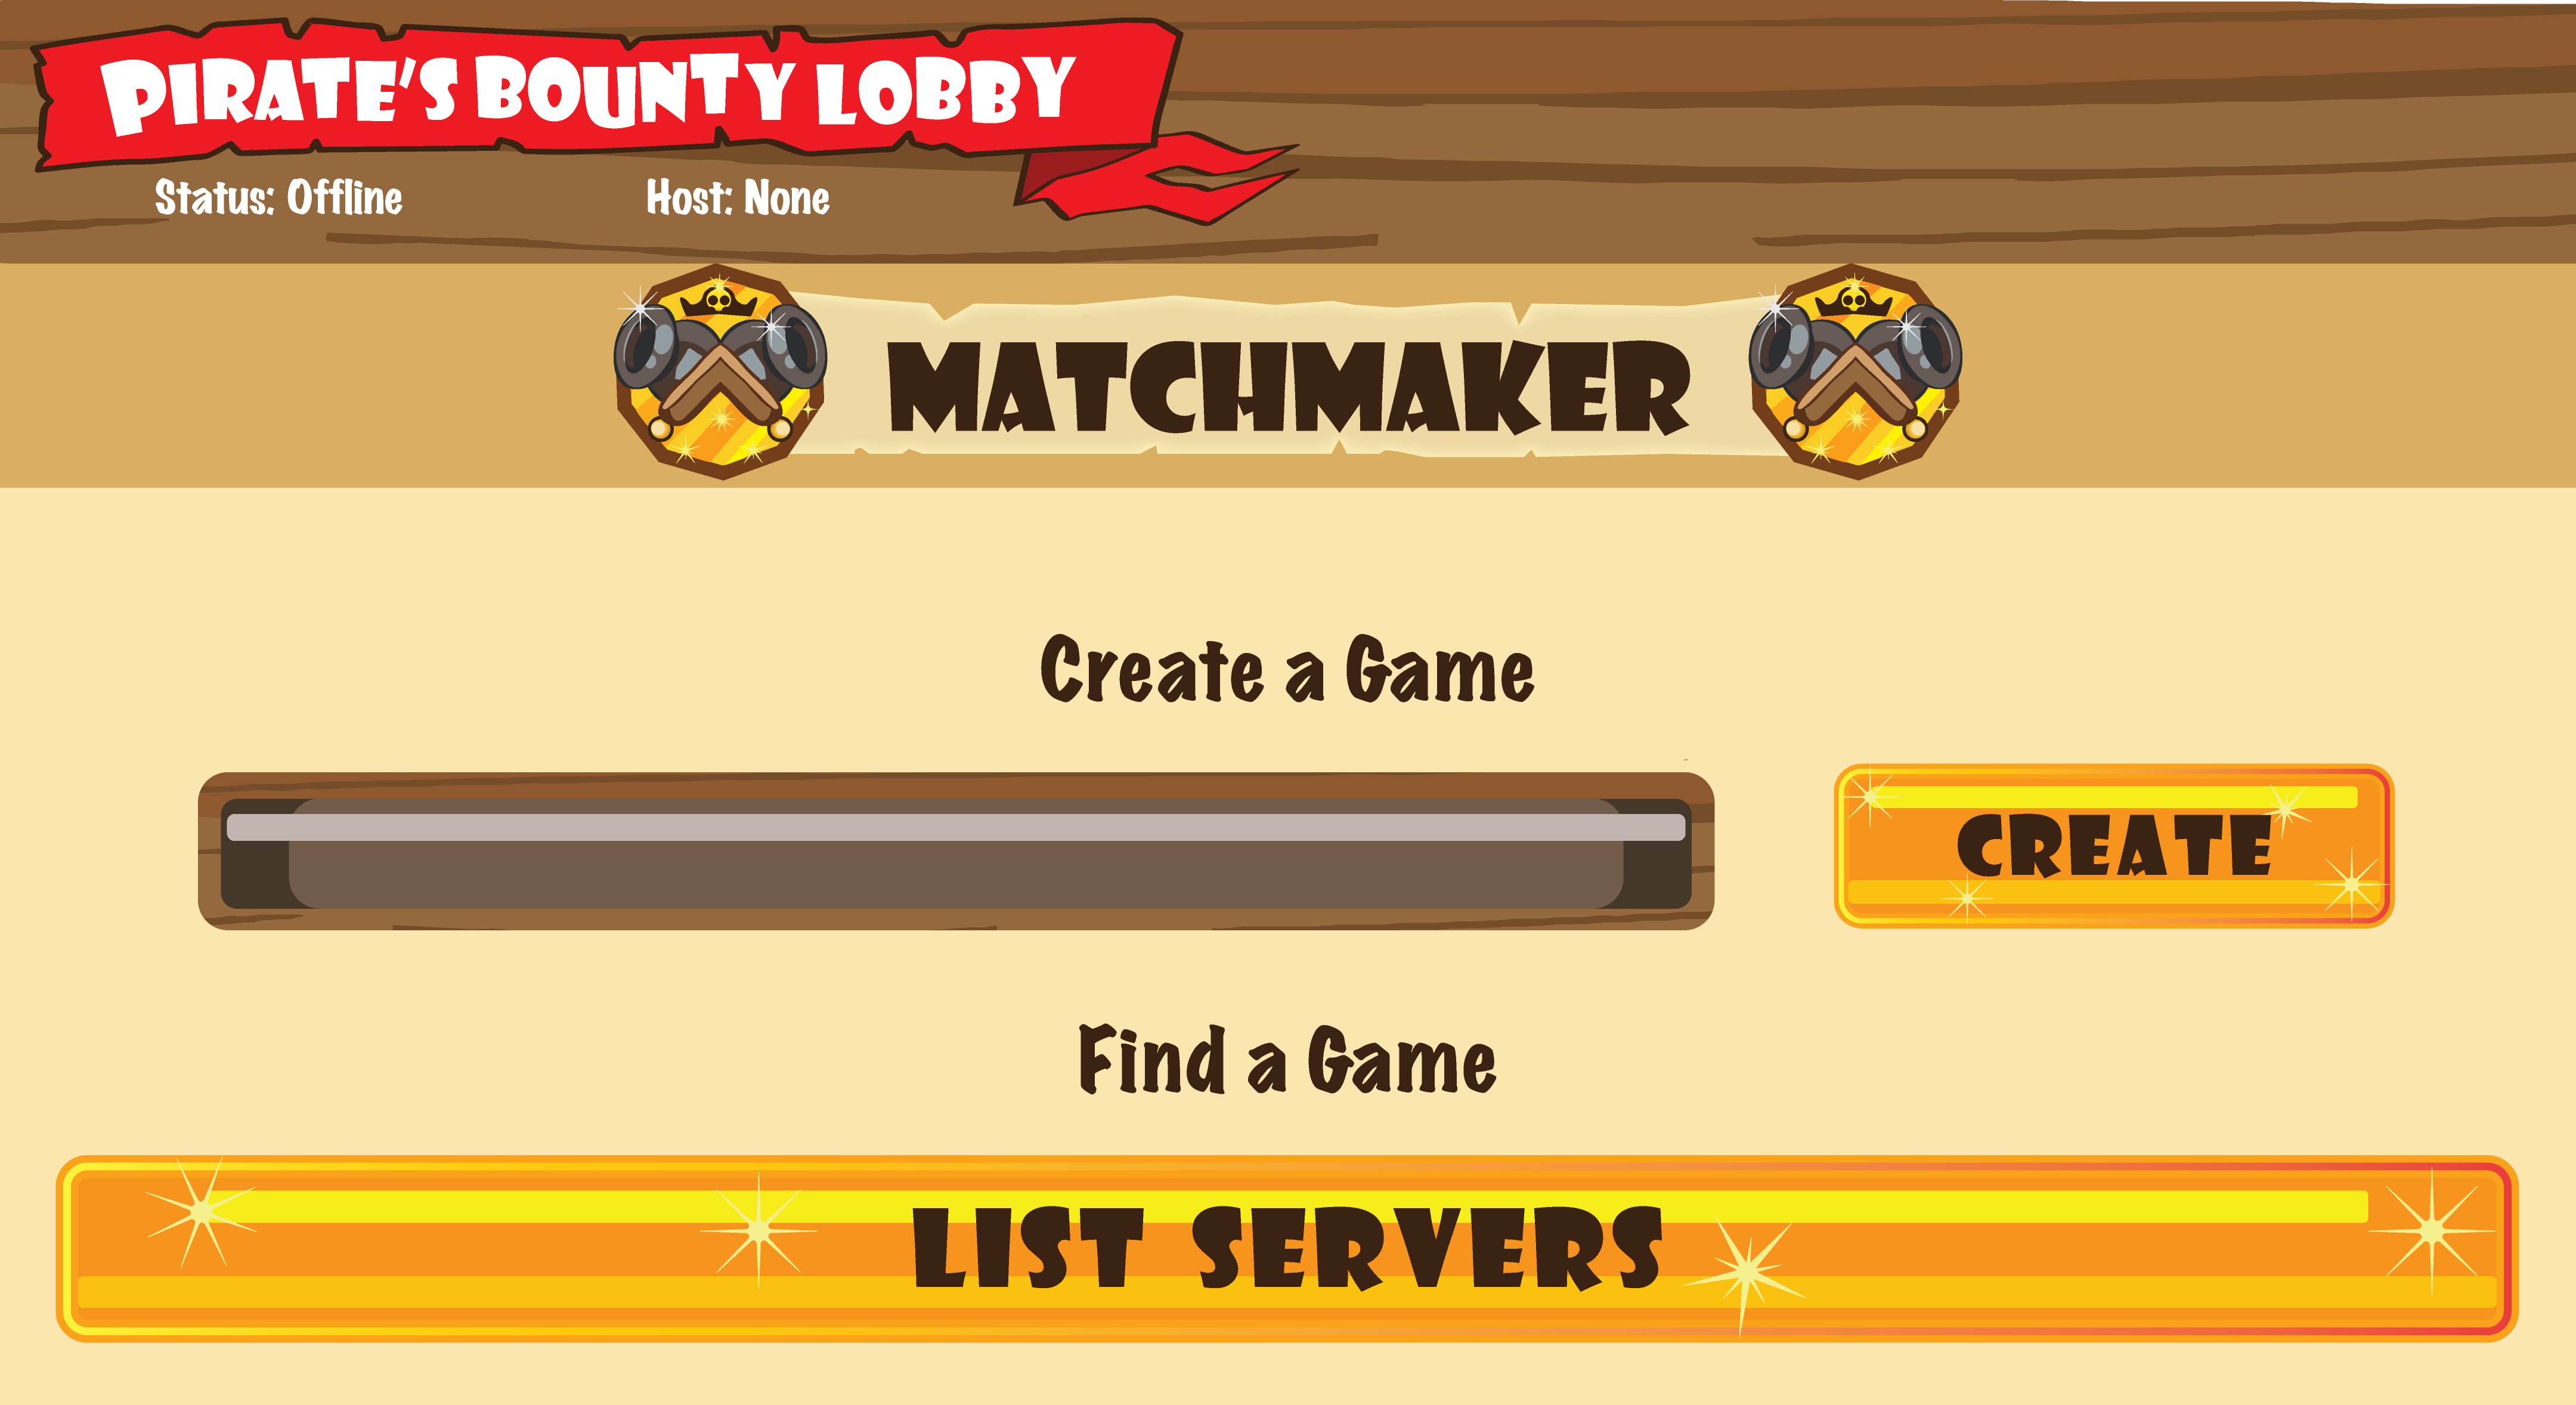 PIRATE'S BOUNTY LOBBY
Status: Offline Host: None
MATCHMAKER
Create a Game
CREATE
Find a Game
LIST SERVERS